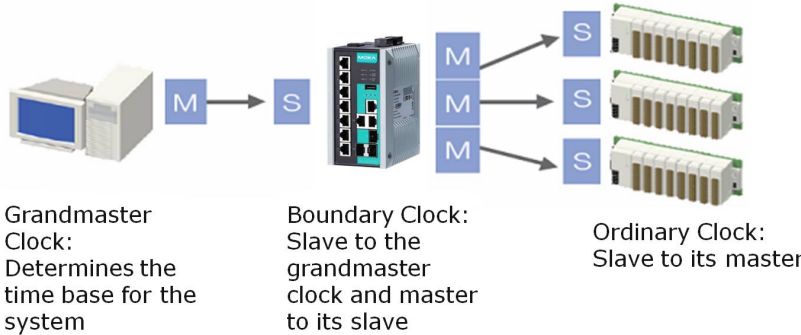 M
S
MOXA
M
M
M
S
S
S
Grandmaster
Clock:
Determines the
time base for the
system
Boundary Clock:
Slave to the
grandmaster
clock and master
to its slave
Ordinary Clock:
Slave to its master